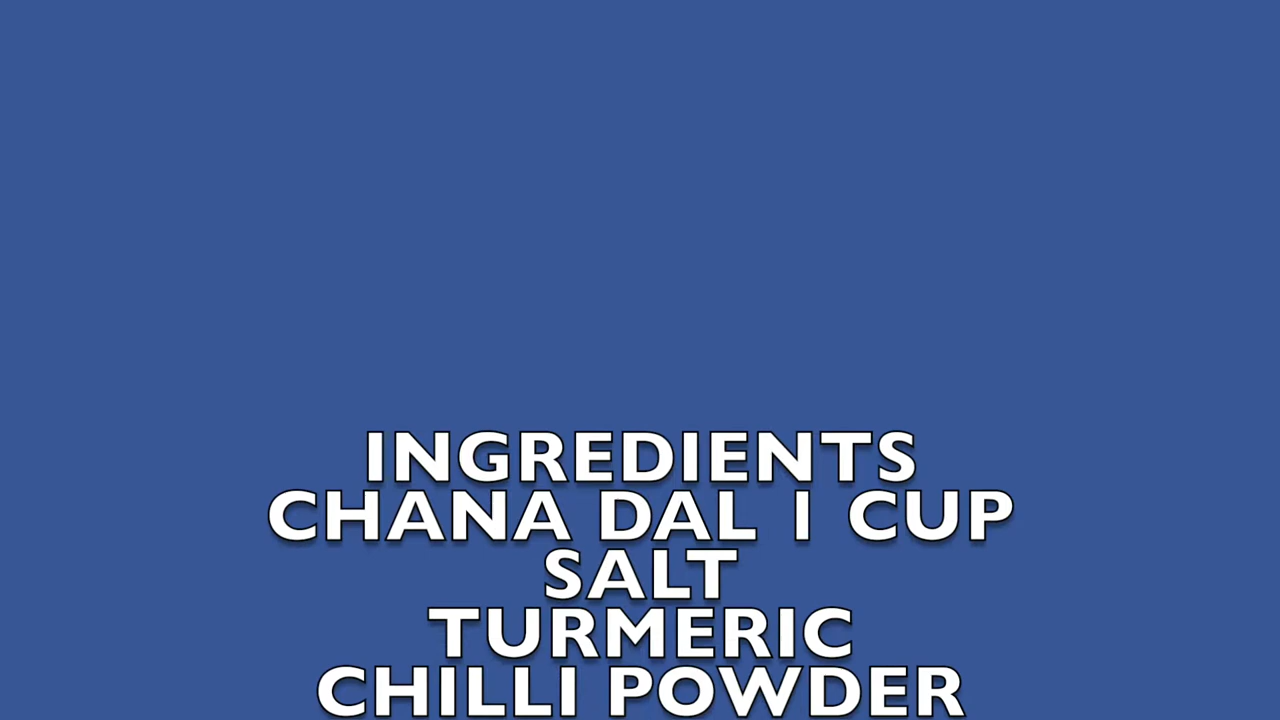 INGREDIENTS
CHANA DAL 1 CUP
SALT
TURMERIC
CHILLI POWDER